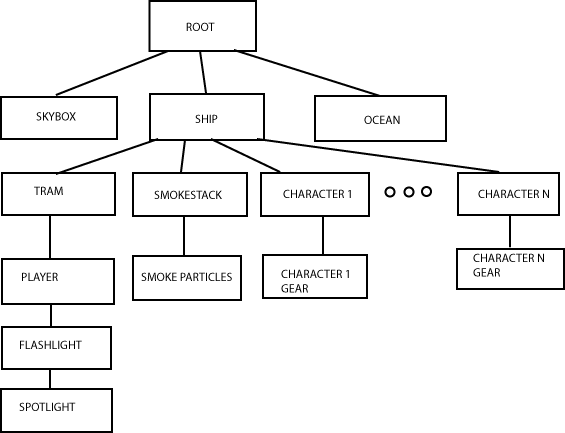 ROOT
SKYBOX
SHIP
OCEAN
TRAM
SMOKESTACK
CHARACTER 1
CHARACTER N
PLAYER
SMOKE PARTICLES
CHARACTER 1
GEAR
CHARACTER N
GEAR
FLASHLIGHT
SPOTLIGHT